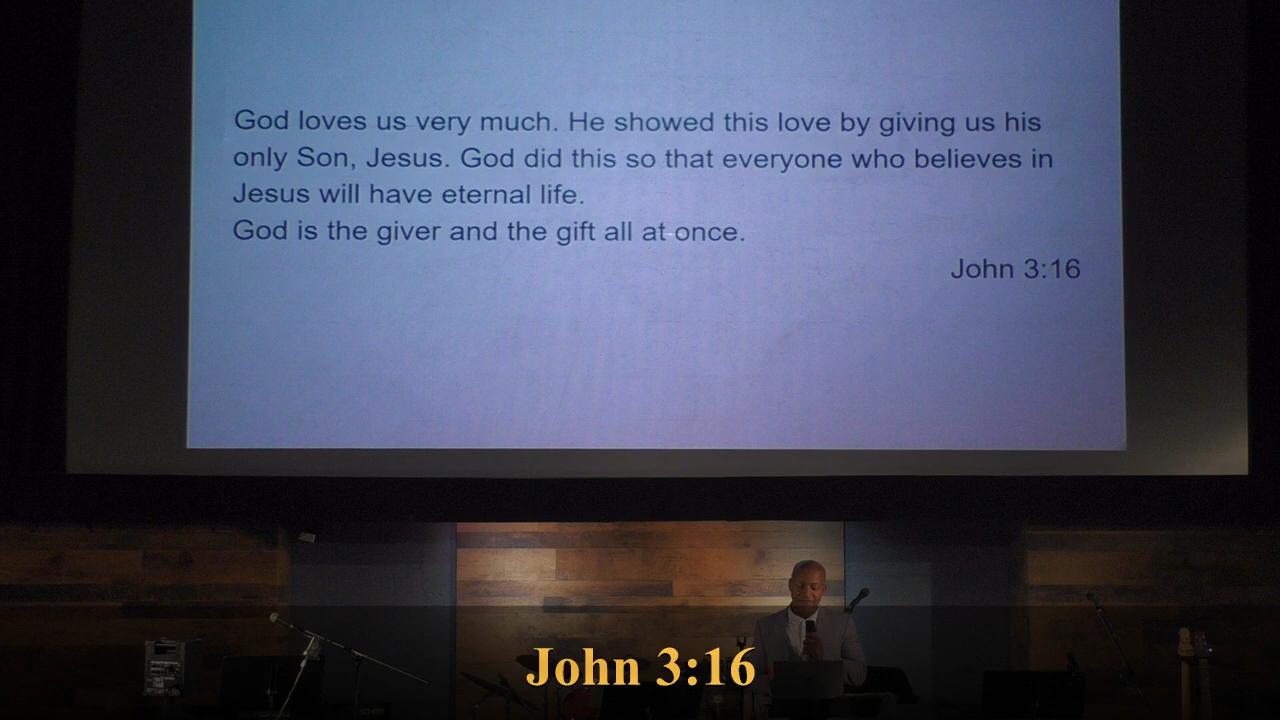 God loves us very much. He showed this love by giving us his
only Son, Jesus. God did this so that everyone who believes in
Jesus will have eternal life.
God is the giver and the gift all at once.
John 3:16
John 3:16